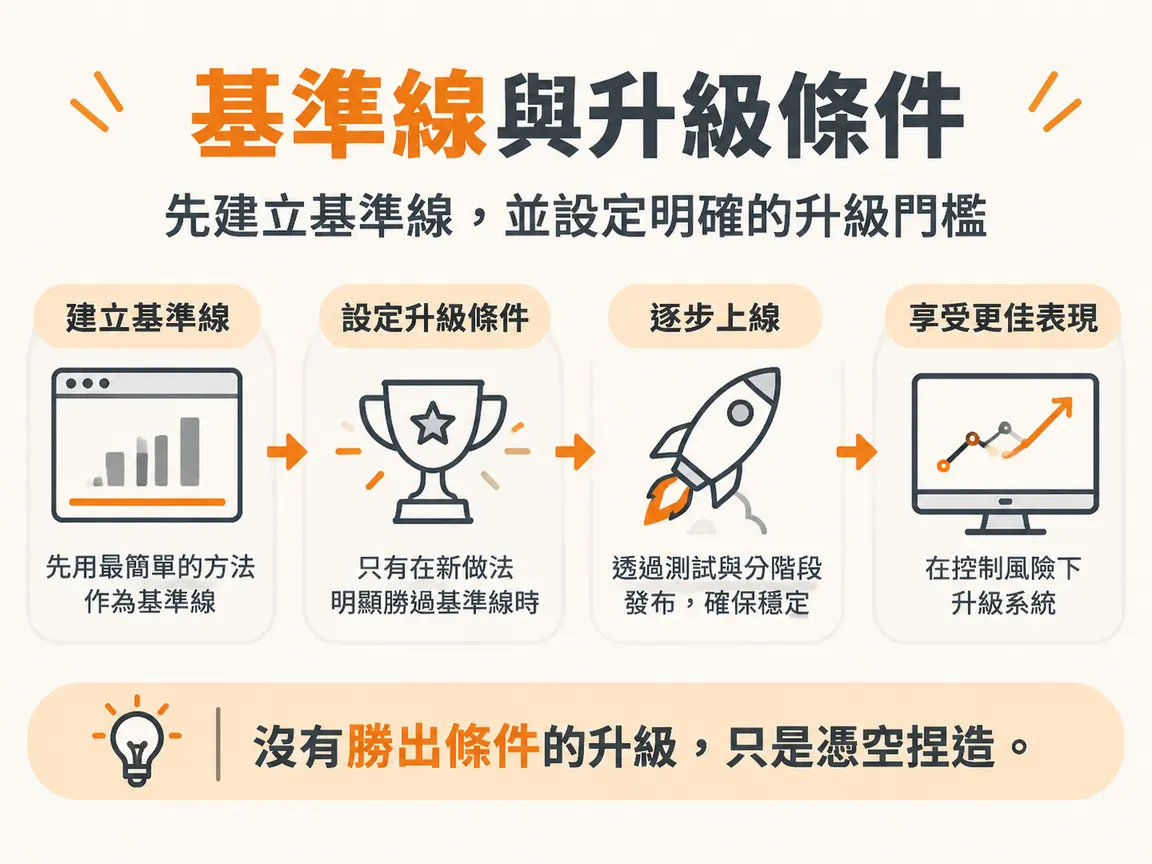 基準線與升級條件
先建立基準線，並設定明確的升級門檻
建立基準線
先用最簡單的方法
作為基準線
設定升級條件
只有在新做法
明顯勝過基準線時
逐步上線
透過測試與分階段
發布，確保穩定
享受更佳表現
在控制風險下
升級系統
沒有勝出條件的升級，只是憑空捏造。